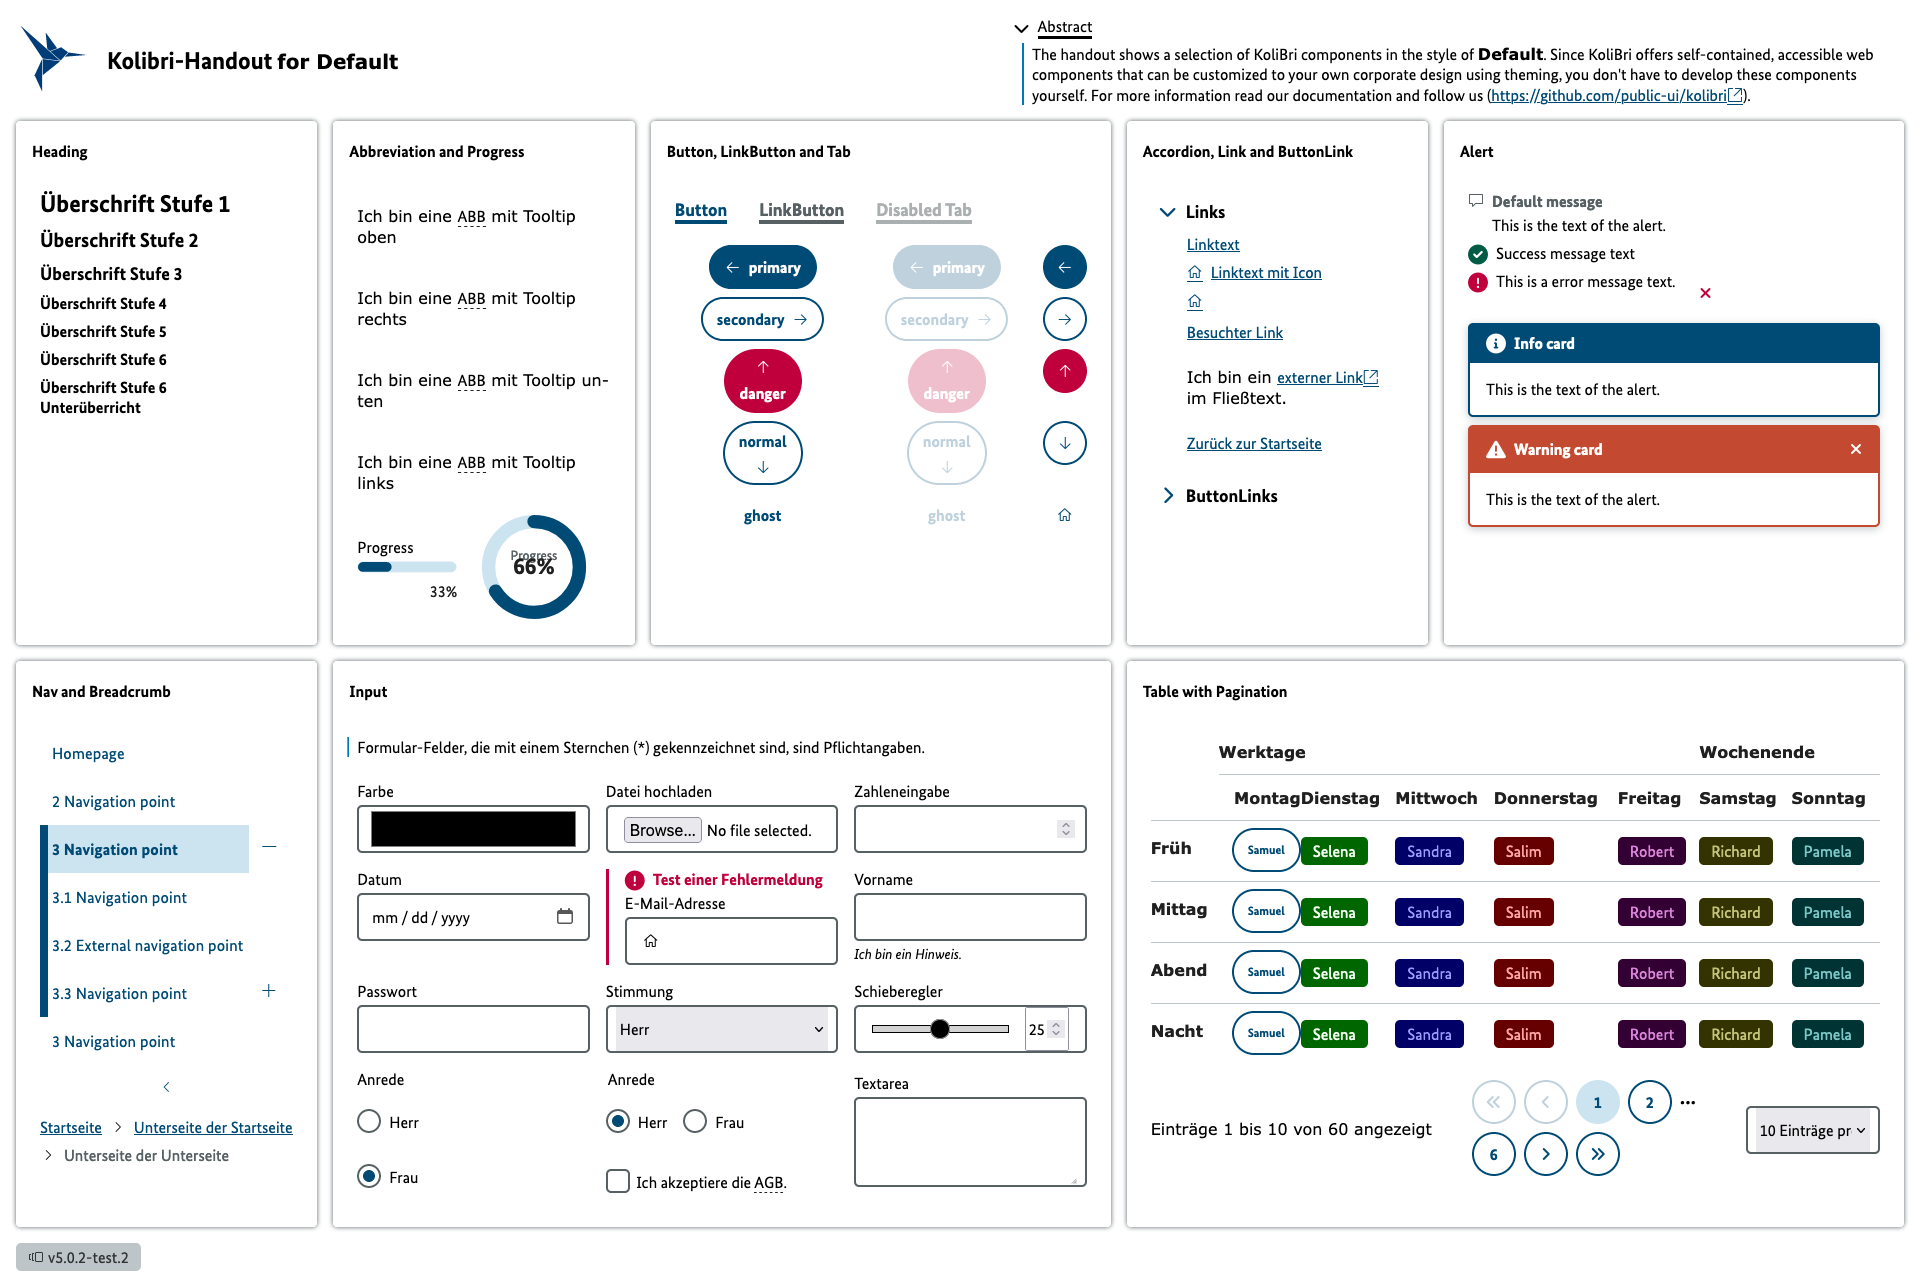 Kolibri-Handout for Default
Abstract
The handout shows a selection of KoliBri components in the style of Default. Since KoliBri offers self-contained, accessible web
components that can be customized to your own corporate design using theming, you don't have to develop these components
yourself. For more information read our documentation and follow us (https://github.com/public-ui/kolibri).
Heading
Überschrift Stufe 1
Überschrift Stufe 2
Überschrift Stufe 3
Überschrift Stufe 4
Überschrift Stufe 5
Überschrift Stufe 6
Überschrift Stufe 6
Unterüberricht
Abbreviation and Progress
Ich bin eine ABB mit Tooltip
oben
Ich bin eine ABB mit Tooltip
rechts
Ich bin eine ABB mit Tooltip un-
ten
Ich bin eine ABB mit Tooltip
links
Progress
33%
Progress
66%
Button, LinkButton and Tab
Button LinkButton Disabled Tab
← primary ← primary ←
secondary → secondary → →
↑ ↑ ↑
danger danger
normal normal
↓ ↓ ↓
ghost ghost
Accordion, Link and ButtonLink
Links
Linktext
Linktext mit Icon
Besuchter Link
Ich bin ein externer Link
im Fließtext.
Zurück zur Startseite
ButtonLinks
Alert
Default message
This is the text of the alert.
Success message text
This is a error message text.
Info card
This is the text of the alert.
Warning card
This is the text of the alert.
Nav and Breadcrumb
Homepage
2 Navigation point
3 Navigation point
3.1 Navigation point
3.2 External navigation point
3.3 Navigation point
3 Navigation point
Startseite > Unterseite der Startseite
> Unterseite der Unterseite
Input
Formular-Felder, die mit einem Sternchen (*) gekennzeichnet sind, sind Pflichtangaben.
Farbe
Datei hochladen
Browse... No file selected.
Zahleneingabe
Datum
mm / dd / yyyy
Test einer Fehlermeldung
E-Mail-Adresse
Vorname
Ich bin ein Hinweis.
Passwort
Stimmung
Herr
Schieberegler
25
Anrede
Herr
Frau
Anrede
Herr Frau
Ich akzeptiere die AGB.
Textarea
Table with Pagination
Werktage Wochenende
Montag Dienstag Mittwoch Donnerstag Freitag Samstag Sonntag
Früh Samuel Selena Sandra Salim Robert Richard Pamela
Mittag Samuel Selena Sandra Salim Robert Richard Pamela
Abend Samuel Selena Sandra Salim Robert Richard Pamela
Nacht Samuel Selena Sandra Salim Robert Richard Pamela
Einträge 1 bis 10 von 60 angezeigt
« < 1 2 ...
6 > »
10 Einträge pr
v5.0.2-test.2